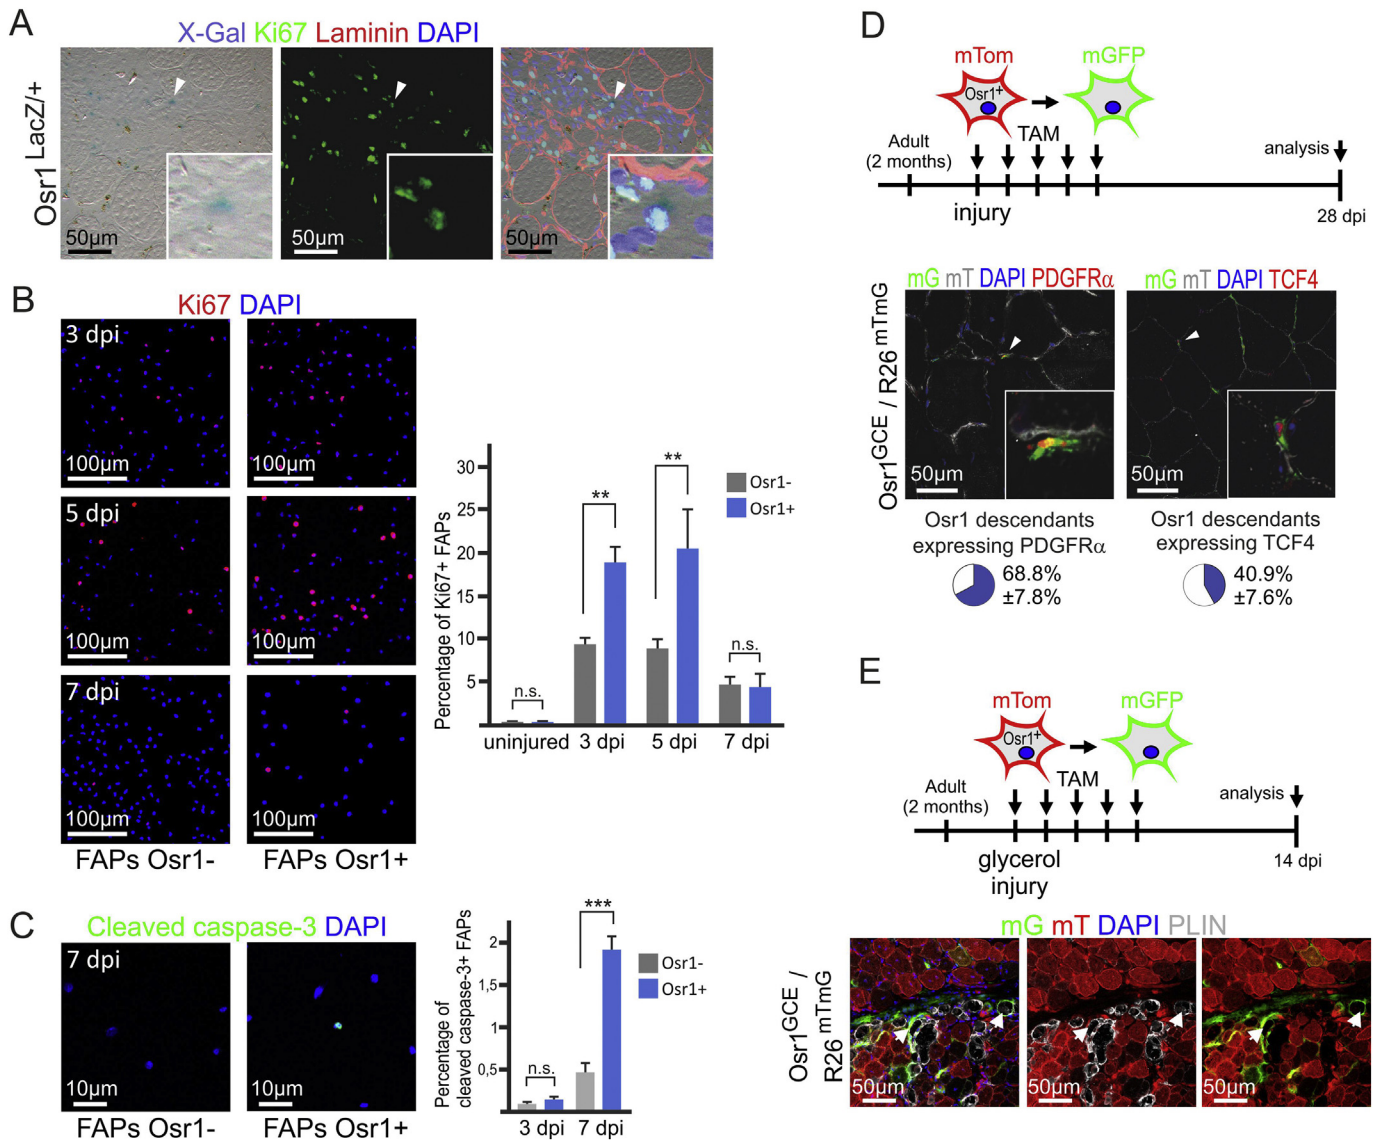 A
X-Gal Ki67 Laminin DAPI
Osr1 LacZ/+
50µm
50µm
50µm
B
Ki67 DAPI
3 dpi
100µm
100µm
5 dpi
100µm
100µm
7 dpi
100µm
100µm
FAPs Osr1-
FAPs Osr1+
Percentage of Ki67+ FAPs
30
25
20
15
10
5
**
**
n.s.
n.s.
Osr1-
Osr1+
uninjured 3 dpi 5 dpi 7 dpi
C
Cleaved caspase-3 DAPI
7 dpi
10µm
10µm
FAPs Osr1-
FAPs Osr1+
Percentage of
cleaved caspase-3+ FAPs
2
1,5
1
0,5
n.s.
***
Osr1-
Osr1+
3 dpi 7 dpi
D
mTom
mGFP
Osr1+
Adult
(2 months)
TAM
analysis
injury
28 dpi
mG mT DAPI PDGFRα
mG mT DAPI TCF4
Osr1GCE / R26mTmG
50µm
50µm
Osr1 descendants
expressing PDGFRα
68.8%
±7.8%
Osr1 descendants
expressing TCF4
40.9%
±7.6%
E
mTom
mGFP
Osr1+
Adult
(2 months)
TAM
analysis
glycerol
injury
14 dpi
mG mT DAPI PLIN
Osr1GCE /
R26mTmG
50µm
50µm
50µm